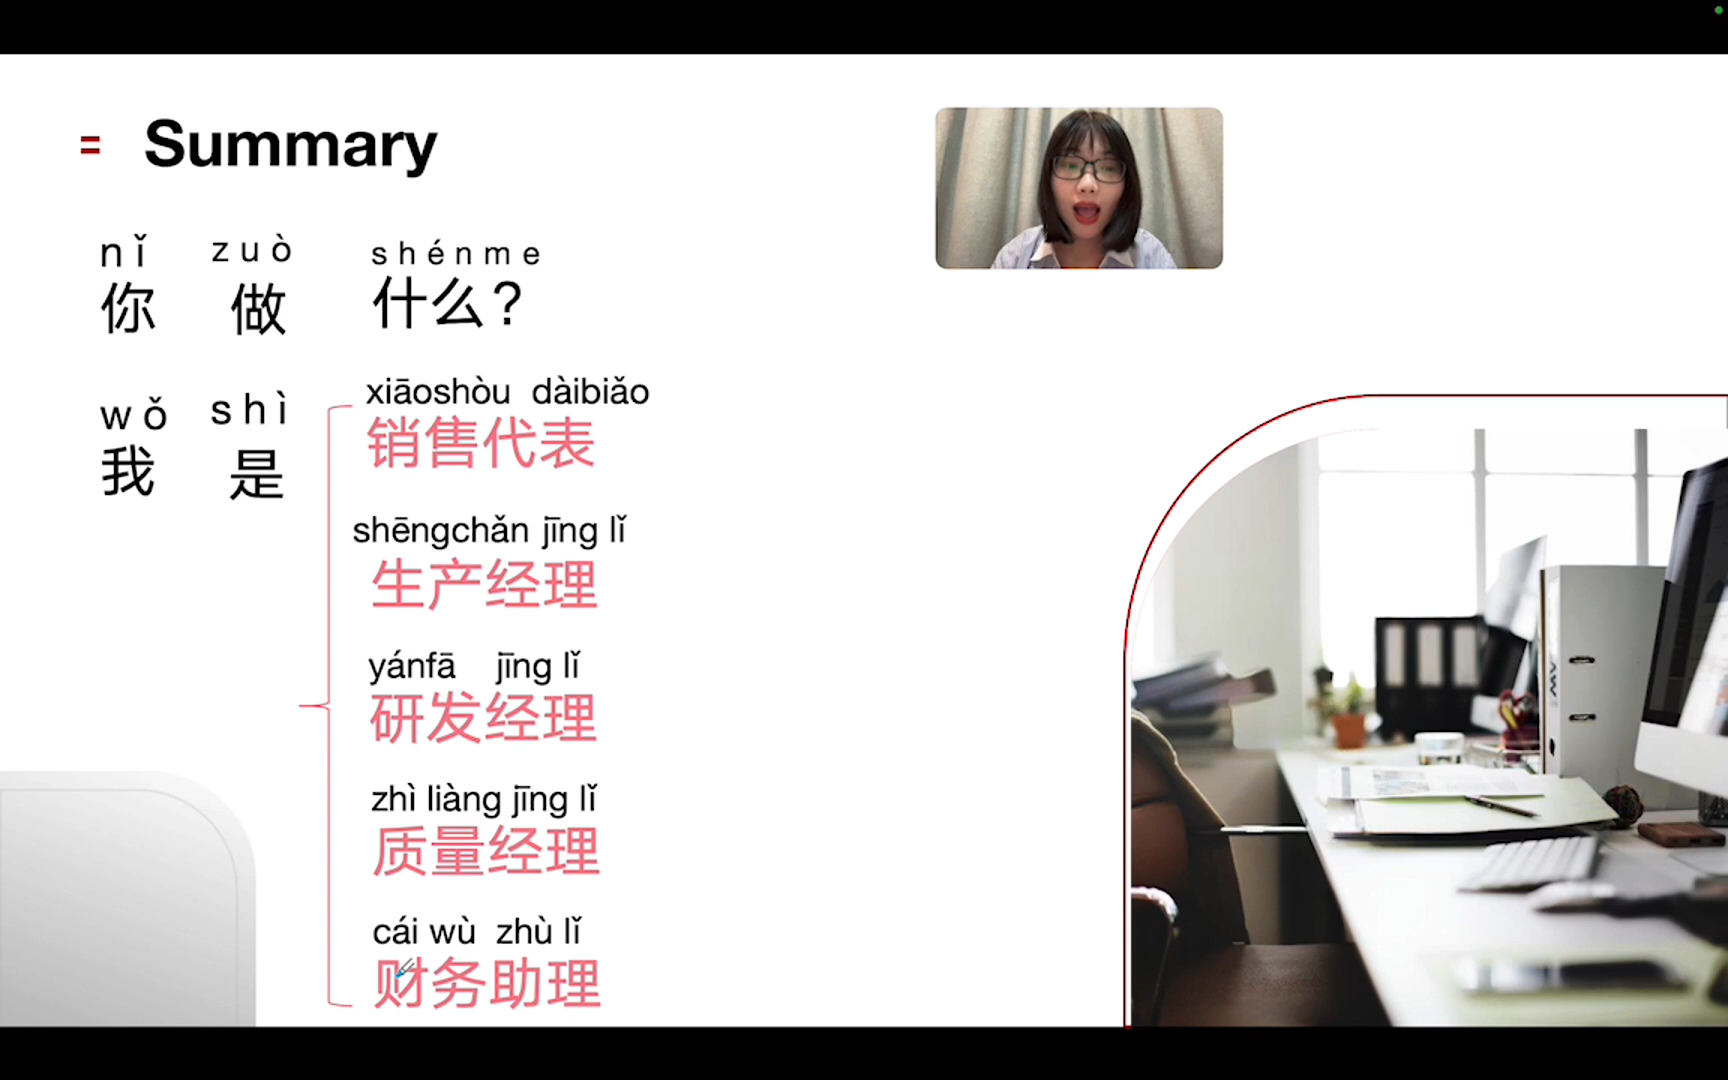 = Summary
nǐ zuò shénme
你 做 什么?
wǒ shì
我 是
xiāoshòu dàibiǎo
销售代表
shēngchǎn jīng lǐ
生产经理
yánfā jīng lǐ
研发经理
zhì liàng jīng lǐ
质量经理
cái wù zhù lǐ
财务助理